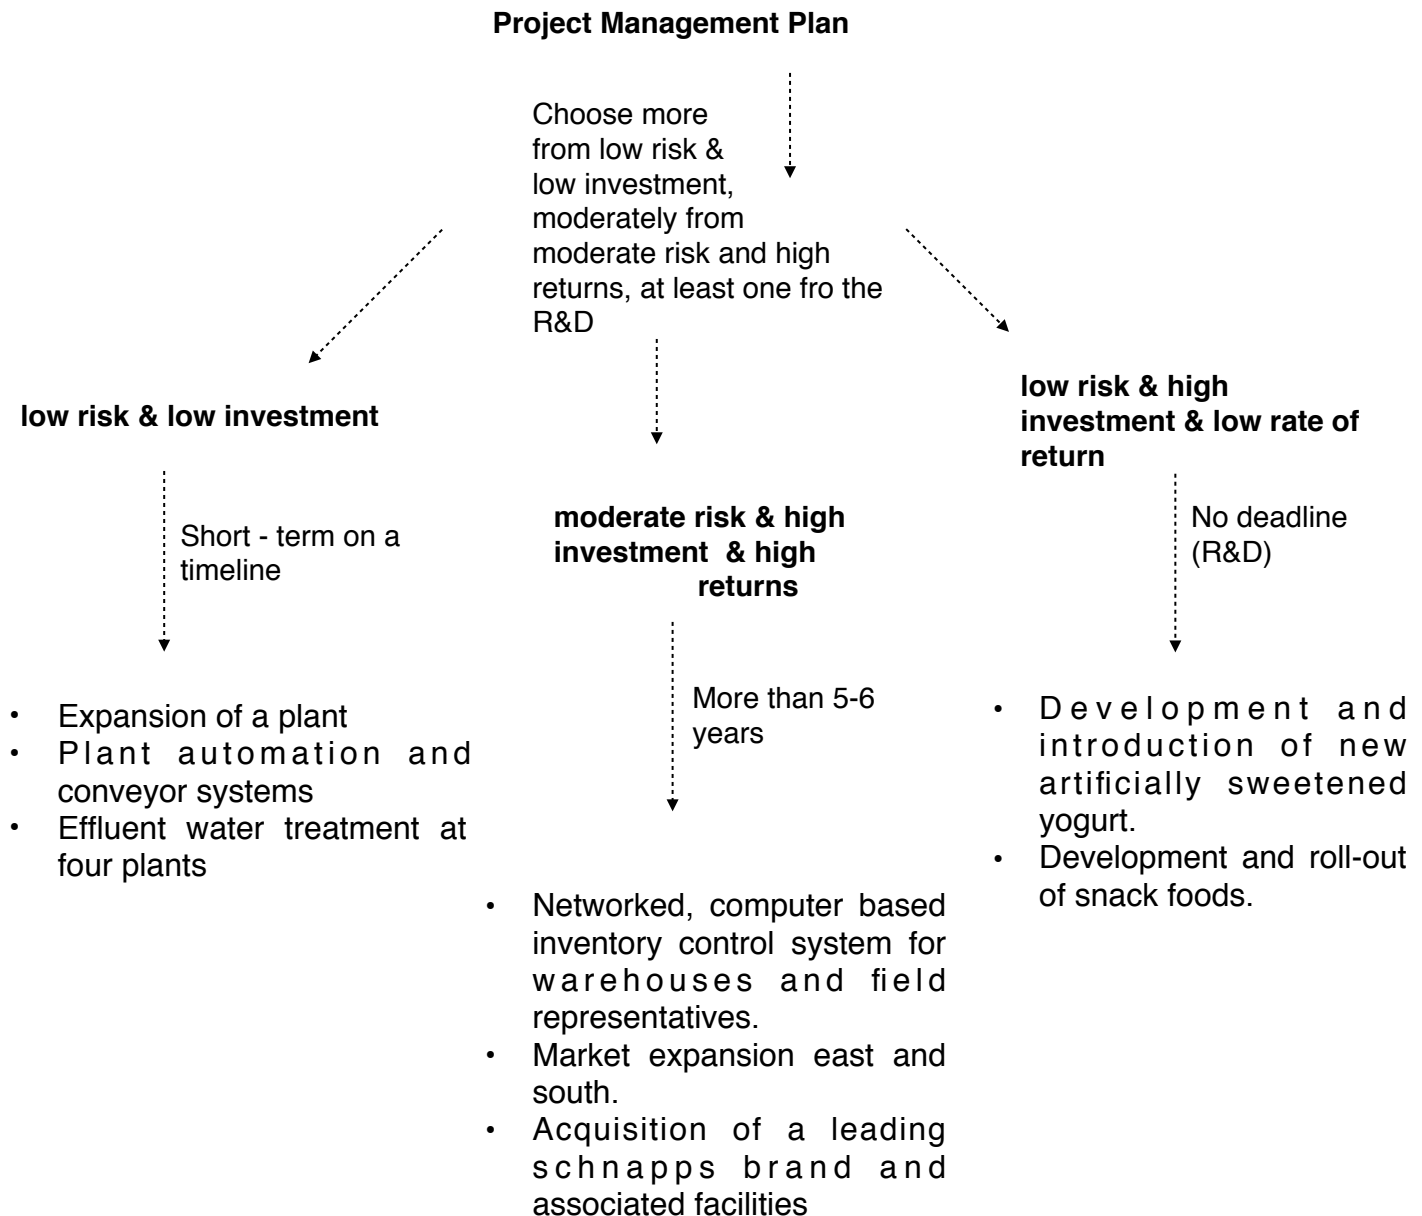 Project Management Plan
Choose more
from low risk &
low investment,
moderately from
moderate risk and high
returns, at least one fro the
R&D
low risk & low investment
Short - term on a
timeline
• Expansion of a plant
• Plant automation and
conveyor systems
• Effluent water treatment at
four plants
moderate risk & high
investment & high
returns
More than 5-6
years
• Networked, computer based
inventory control system for
warehouses and field
representatives.
• Market expansion east and
south.
• Acquisition of a leading
schnapps brand and
associated facilities
low risk & high
investment & low rate of
return
No deadline
(R&D)
• Development and
introduction of new
artificially sweetened
yogurt.
• Development and roll-out
of snack foods.